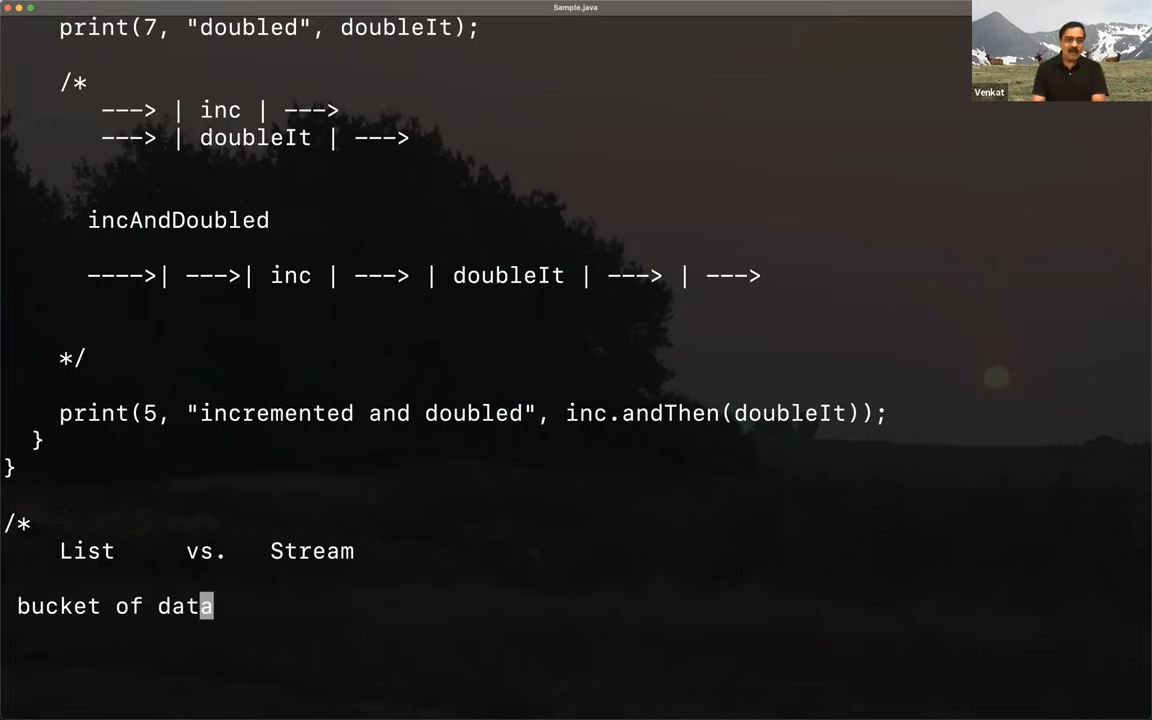 Sample.java
print(7, "doubled", doubleIt);
Venkat
/*
---> | inc | --->
---> | doubleIt | --->
incAndDoubled
---->| --->| inc | ---> | doubleIt | ---> | --->
*/
print(5, "incremented and doubled", inc.andThen(doubleIt));
}
}
/*
List vs. Stream
bucket of data